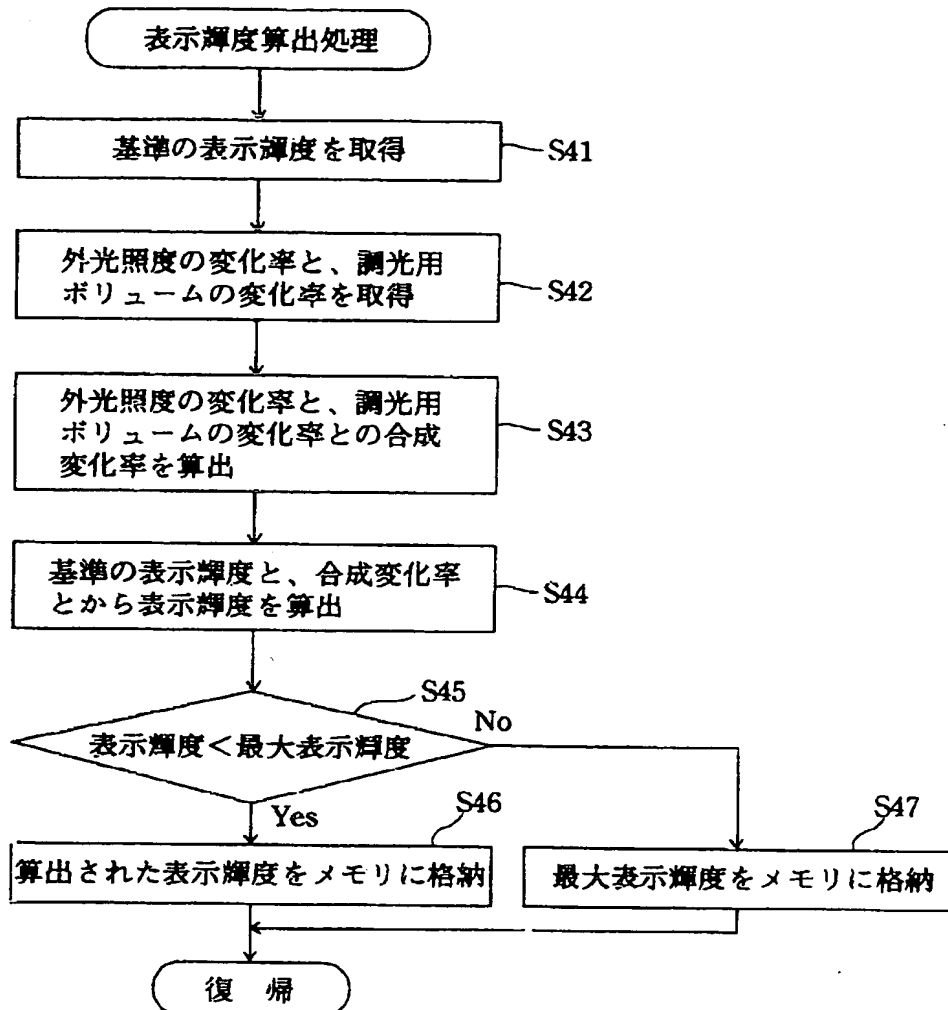 表示輝度算出処理
基準の表示輝度を取得
S41
外光照度の変化率と、調光用
ボリュームの変化率を取得
S42
外光照度の変化率と、調光用
ボリュームの変化率との合成
変化率を算出
S43
基準の表示輝度と、合成変化率
とから表示輝度を算出
S44
S45
表示輝度<最大表示輝度
No
Yes
S46
算出された表示輝度をメモリに格納
S47
最大表示輝度をメモリに格納
復 帰